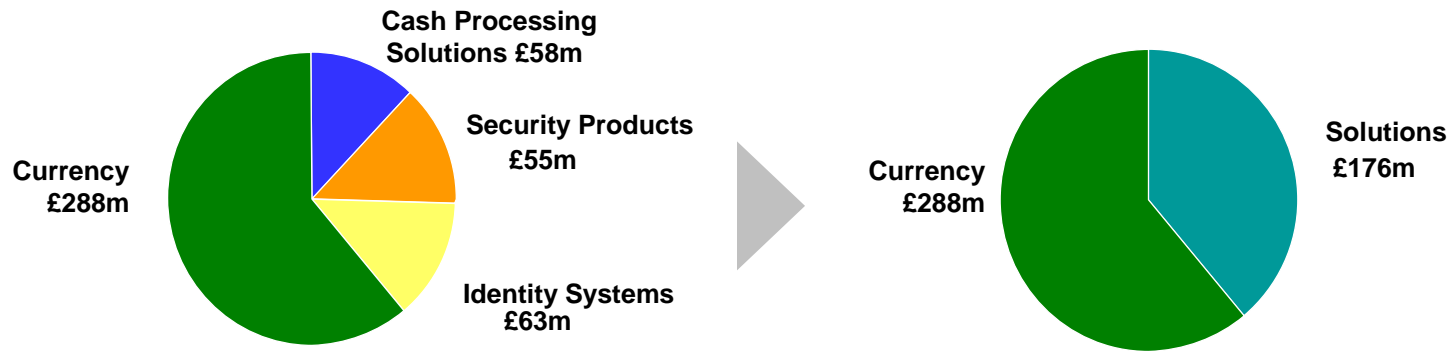 Cash Processing
Solutions £58m
Security Products
£55m
Currency
£288m
Identity Systems
£63m
Solutions
£176m
Currency
£288m